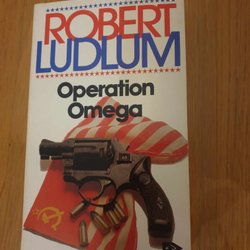 ROBERT
LUDLUM
Operation
Omega